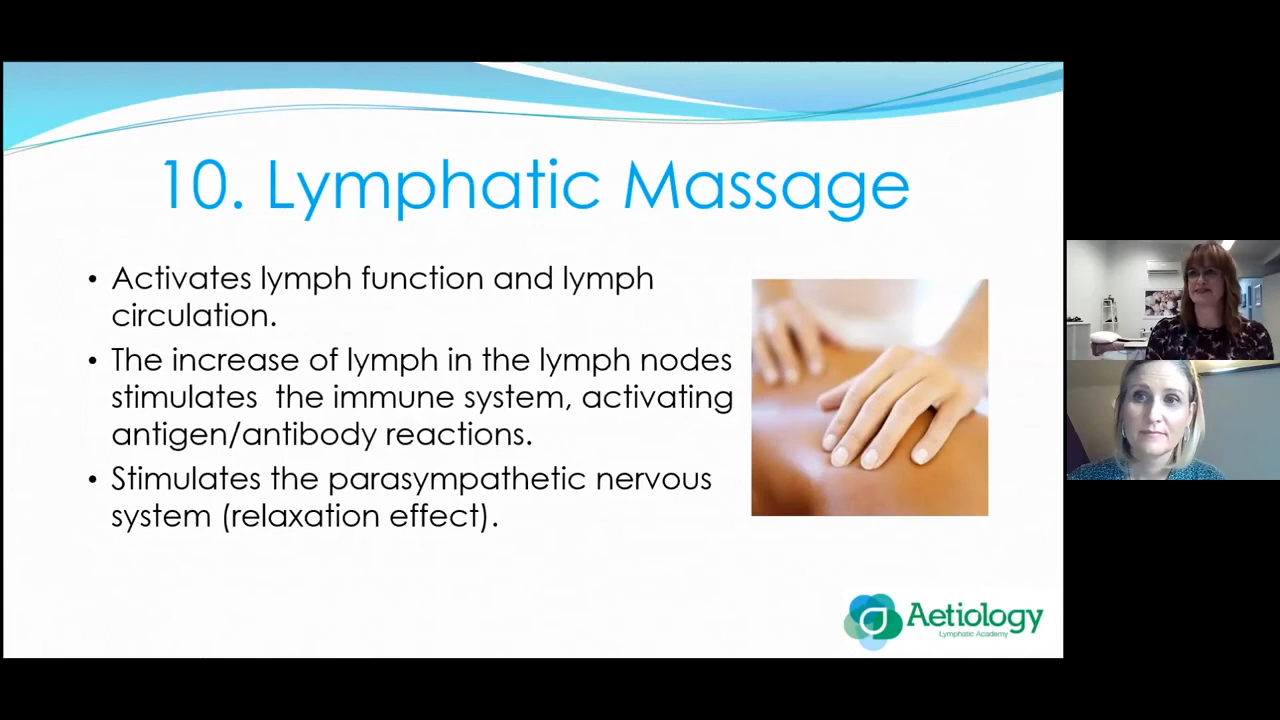 10. Lymphatic Massage
• Activates lymph function and lymph
circulation.
• The increase of lymph in the lymph nodes
stimulates  the immune system, activating
antigen/antibody reactions.
• Stimulates the parasympathetic nervous
system (relaxation effect).
Aetiology
Lymphatic Academy